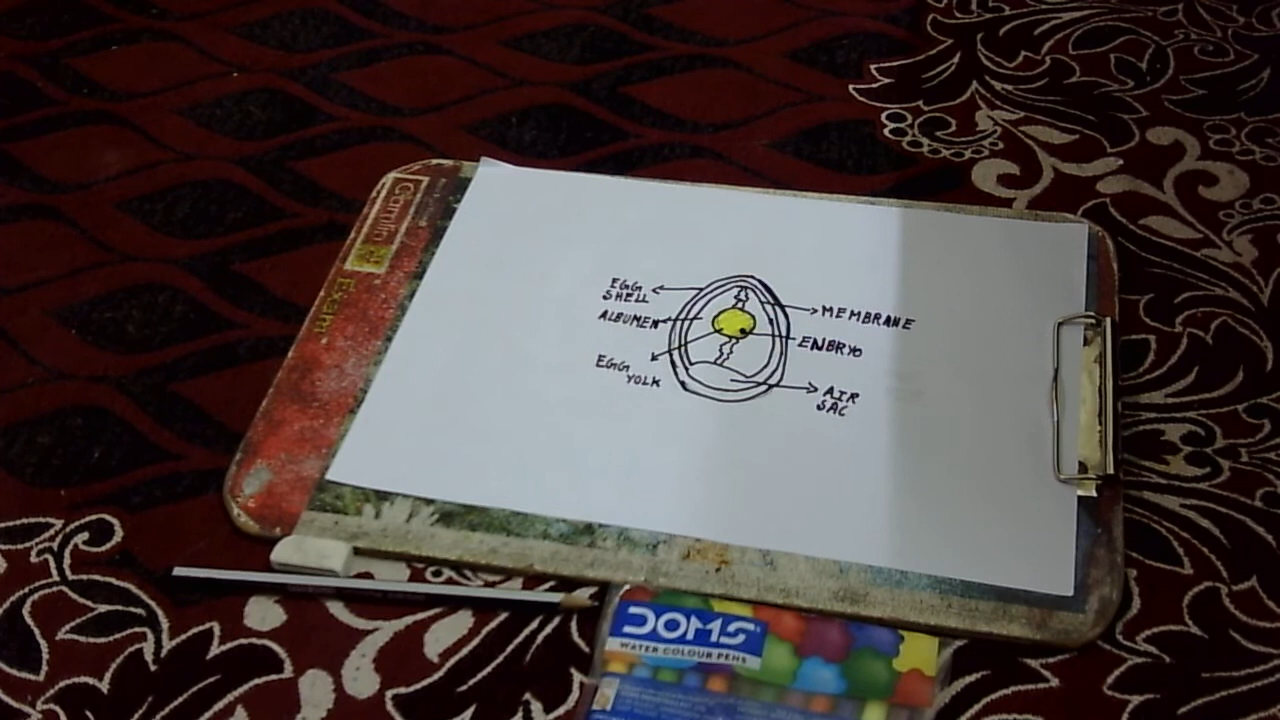 Camlin
Exam
EGG
SHELL
ALBUMEN
EGG
YOLK
MEMBRANE
ENBRYO
AIR
SAC
DOMS
WATER COLOUR PENS